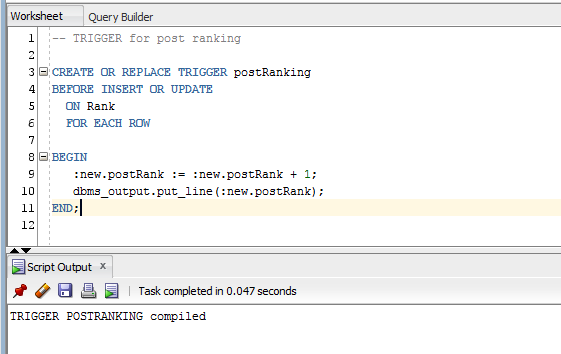 Worksheet Query Builder
1 -- TRIGGER for post ranking
2
3 CREATE OR REPLACE TRIGGER postRanking
4 BEFORE INSERT OR UPDATE
5 ON Rank
6 FOR EACH ROW
7
8 BEGIN
9 :new.postRank := :new.postRank + 1;
10 dbms_output.put_line(:new.postRank);
11 END;
12
Script Output x
Task completed in 0.047 seconds
TRIGGER POSTRANKING compiled